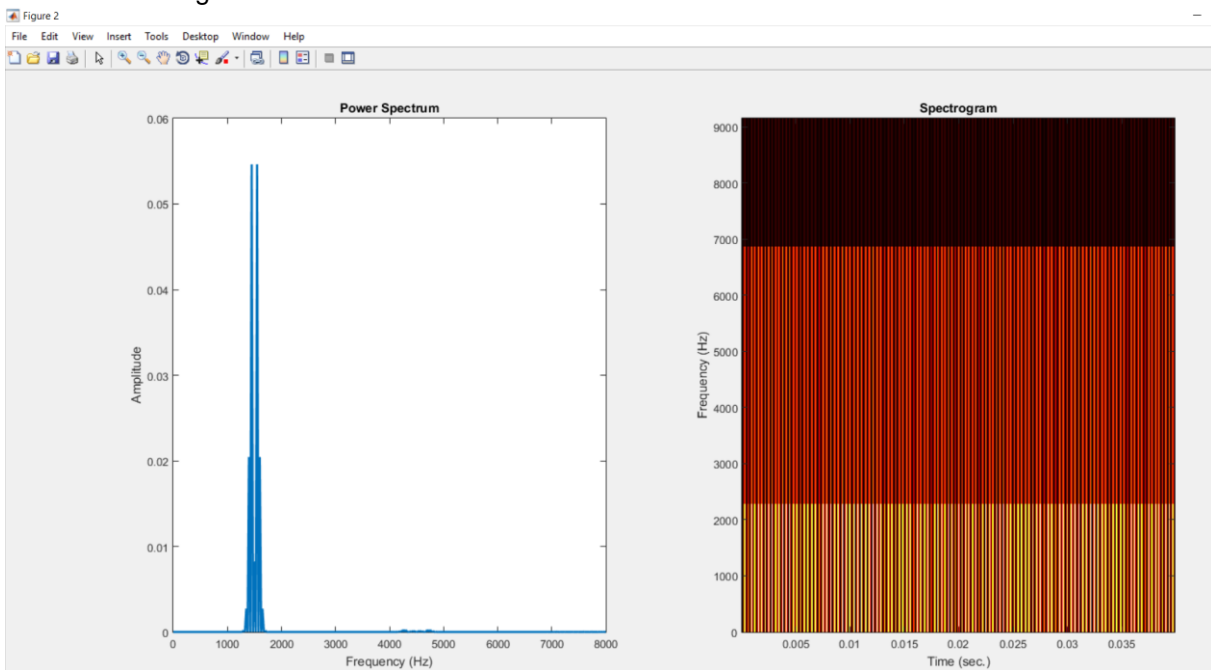 Figure 2
File Edit View Insert Tools Desktop Window Help
Power Spectrum
0.06
0.05
0.04
0.03
0.02
0.01
0
Amplitude
0 1000 2000 3000 4000 5000 6000 7000 8000
Frequency (Hz)
Spectrogram
9000
8000
7000
6000
5000
4000
3000
2000
1000
0
Frequency (Hz)
0.005 0.01 0.015 0.02 0.025 0.03 0.035
Time (sec.)